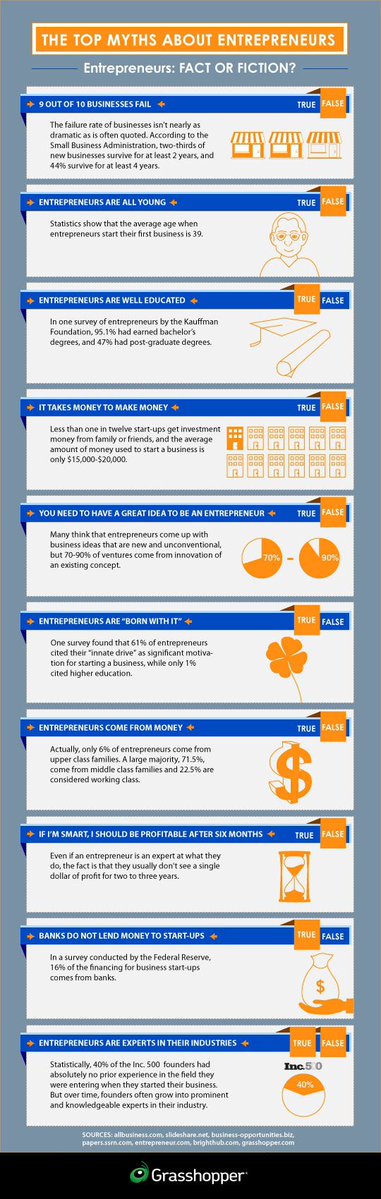 THE TOP MYTHS ABOUT ENTREPRENEURS
Entrepreneurs: FACT OR FICTION?
9 OUT OF 10 BUSINESSES FAIL TRUE FALSE
The failure rate of businesses isn't nearly as
dramatic as is often quoted. According to the
Small Business Administration, two-thirds of
new businesses survive for at least 2 years, and
44% survive for at least 4 years.
ENTREPRENEURS ARE ALL YOUNG TRUE FALSE
Statistics show that the average age when
entrepreneurs start their first business is 39.
ENTREPRENEURS ARE WELL EDUCATED TRUE FALSE
In one survey of entrepreneurs by the Kauffman
Foundation, 95.1% had earned bachelor's
degrees, and 47% had post-graduate degrees.
IT TAKES MONEY TO MAKE MONEY TRUE FALSE
Less than one in twelve start-ups get investment
money from family or friends, and the average
amount of money used to start a business is
only $15,000-$20,000.
YOU NEED TO HAVE A GREAT IDEA TO BE AN ENTREPRENEUR TRUE FALSE
Many think that entrepreneurs come up with
business ideas that are new and unconventional,
but 70-90% of ventures come from innovation of
an existing concept.
70% - 90%
ENTREPRENEURS ARE "BORN WITH IT" TRUE FALSE
One survey found that 61% of entrepreneurs
cited their "innate drive" as significant motiva-
tion for starting a business, while only 1%
cited higher education.
ENTREPRENEURS COME FROM MONEY TRUE FALSE
Actually, only 6% of entrepreneurs come from
upper class families. A large majority, 71.5%,
come from middle class families and 22.5% are
considered working class.
$
IF I'M SMART, I SHOULD BE PROFITABLE AFTER SIX MONTHS TRUE FALSE
Even if an entrepreneur is an expert at what they
do, the fact is that they usually don't see a single
dollar of profit for two to three years.
BANKS DO NOT LEND MONEY TO START-UPS TRUE FALSE
In a survey conducted by the Federal Reserve,
16% of the financing for business start-ups
comes from banks.
$
ENTREPRENEURS ARE EXPERTS IN THEIR INDUSTRIES TRUE FALSE
Statistically, 40% of the Inc. 500 founders had
absolutely no prior experience in the field they
were entering when they started their business.
But over time, founders often grow into prominent
and knowledgeable experts in their industry.
Inc.500
40%
SOURCES: allbusiness.com, slideshare.net, business-opportunities.biz,
papers.ssrn.com, entrepreneur.com, brighthub.com, grasshopper.com
Grasshopper